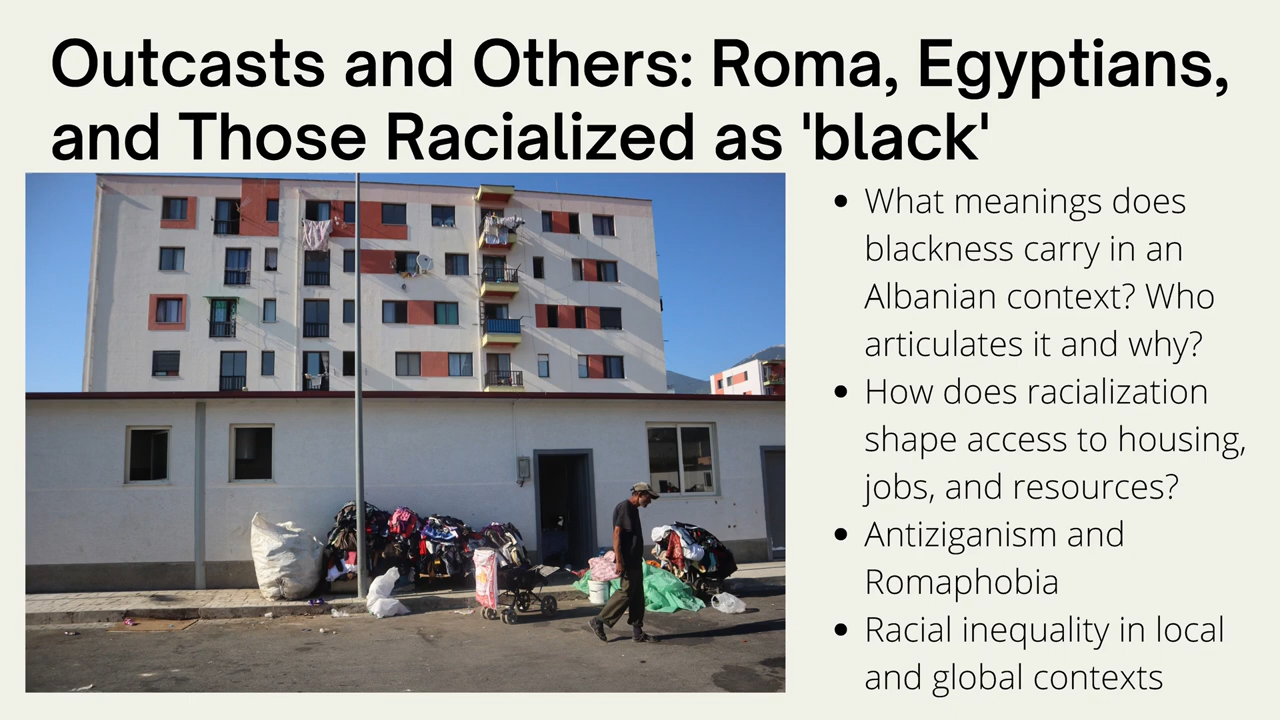 Outcasts and Others: Roma, Egyptians,
and Those Racialized as 'black'
• What meanings does
blackness carry in an
Albanian context? Who
articulates it and why?
• How does racialization
shape access to housing,
jobs, and resources?
• Antiziganism and
Romaphobia
• Racial inequality in local
and global contexts